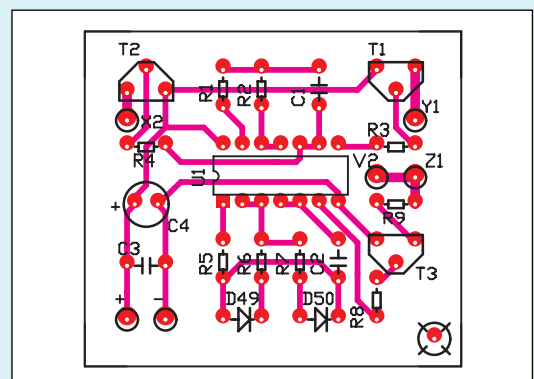 T2 T1
R1 R2 C1
X2 Y1
R4 R3
U1 V2 Z1
+ C4 R9
C3 R5 R6 R7 C2 T3
+ - D49 D50 R8